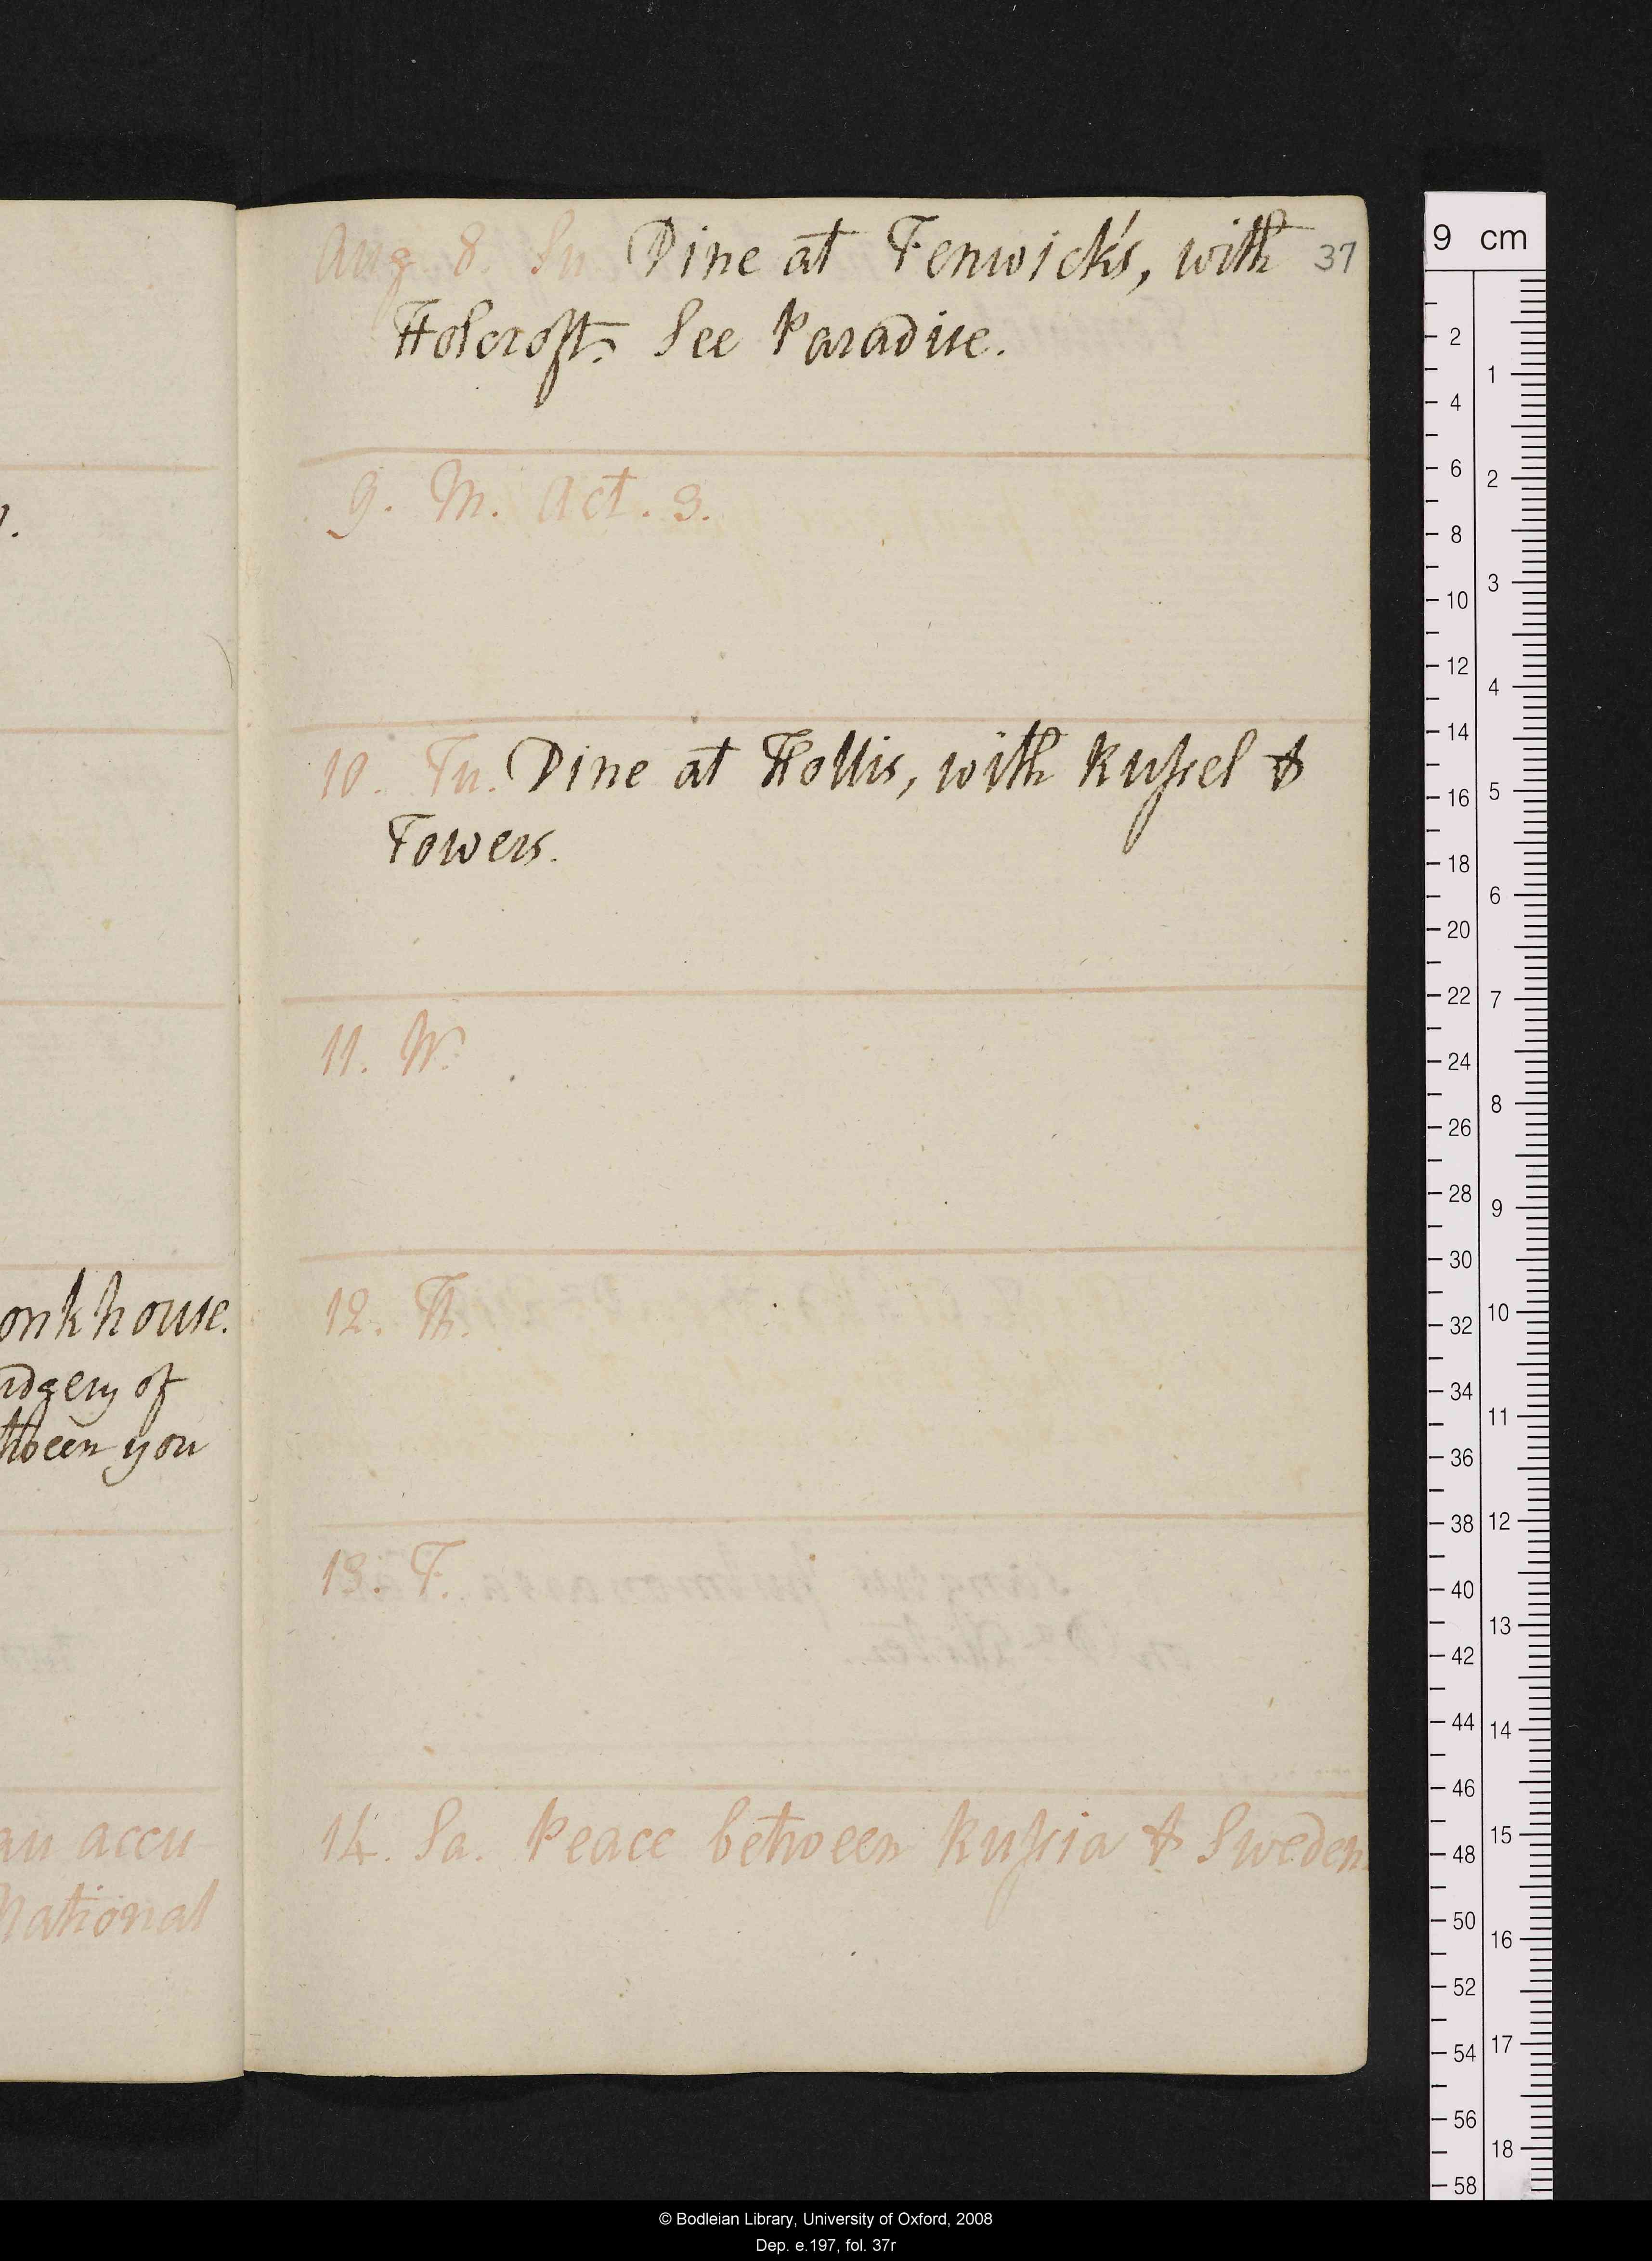 Aug 8. Su Dine at Fenwick's, with
Holcroft. See Paradise.
37
9. M. Act. 3.
10. Tu. Dine at Hollis, with Russel &
Towers.
11. W.
12. Th.
13. F.
14. Sa. Peace between Russia & Sweden.
onkhouse.
dgery of
tween you
au accu
National
9 cm
2
4
6
8
10
12
14
16
18
20
22
24
26
28
30
32
34
36
38
40
42
44
46
48
50
52
54
56
58
1
2
3
4
5
6
7
8
9
10
11
12
13
14
15
16
17
18
© Bodleian Library, University of Oxford, 2008
Dep. e.197, fol. 37r